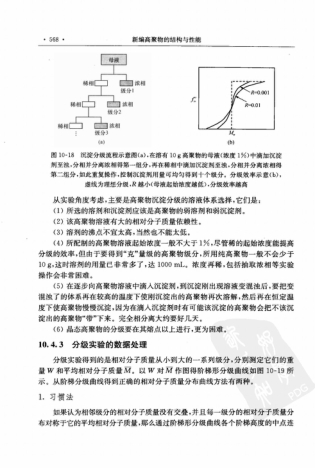 · 568 ·
新编高聚物的结构与性能
母液
稀相
浓相
级分1
稀相
浓相
级分2
稀相
浓相
级分3
(a)
R=0.001
R=0.01
(b)
图 10-18 沉淀分级流程示意图(a),在溶有 10 g 高聚物的母液(浓度 1%)中滴加沉淀
剂至浊,分相并分离浓相得第一级分,再在稀相中滴加沉淀剂至浊,分相并分离浓相得
第二级分,如此重复操作,控制沉淀剂用量可均匀得到十个级分。分级效率示意(b),
虚线为理想分级,R 越小(母液起始浓度越低),分级效率越高
从实验角度考虑,主要是高聚物沉淀分级的溶液体系选择,它们是:
(1) 所选的溶剂和沉淀剂应该是高聚物的弱溶剂和弱沉淀剂。
(2) 该高聚物溶液有大的相对分子质量依赖性。
(3) 溶剂的沸点不宜太高,当然也不能太低。
(4) 所配制的高聚物溶液起始浓度一般不大于 1%,尽管稀的起始浓度能提高
分级的效率,但由于要得到“克”量级的高聚物级分,所用纯高聚物一般不会少于
10 g,这时溶剂的用量已非常多了,达 1000 mL。浓度再稀,包括抽取浓相等实验
操作会非常困难。
(5) 在逐步向高聚物溶液中滴入沉淀剂,到沉淀刚出现溶液变浑浊后,要把变
混浊了的体系再在较高的温度下使刚沉淀出的高聚物再次溶解,然后再在恒定温
度下使高聚物慢慢沉淀,因为在滴入沉淀剂时有可能该沉淀的高聚物会把不该沉
淀出的高聚物“带”下来。完全相分离大约要好几天。
(6) 晶态高聚物的分级要在其熔点以上进行,更为困难。
10.4.3 分级实验的数据处理
分级实验得到的是相对分子质量从小到大的一系列级分,分别测定它们的重
量 W 和平均相对分子质量 M。以 W 对 M 作图得阶梯形分级曲线如图 10-19 所
示。从阶梯分级曲线得到正确的相对分子质量分布曲线方法有两种。
1. 习惯法
如果认为相邻级分的相对分子质量没有交叠,并且每一级分的相对分子质量分
布对称于它的平均相对分子质量,那么通过阶梯形分级曲线各个阶梯高度的中点连